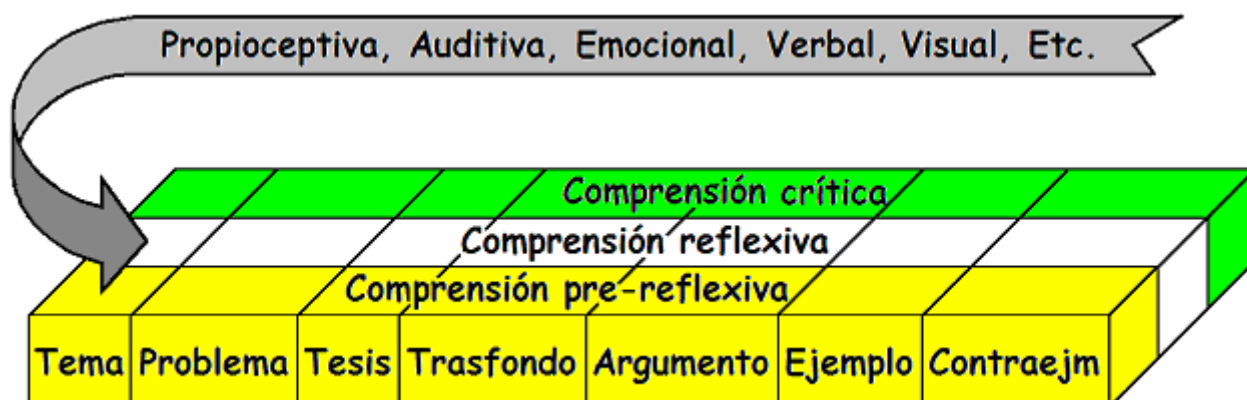 Propioceptiva, Auditiva, Emocional, Verbal, Visual, Etc.
Comprensión crítica
Comprensión reflexiva
Comprensión pre-reflexiva
Tema Problema Tesis Trasfondo Argumento Ejemplo Contraejm